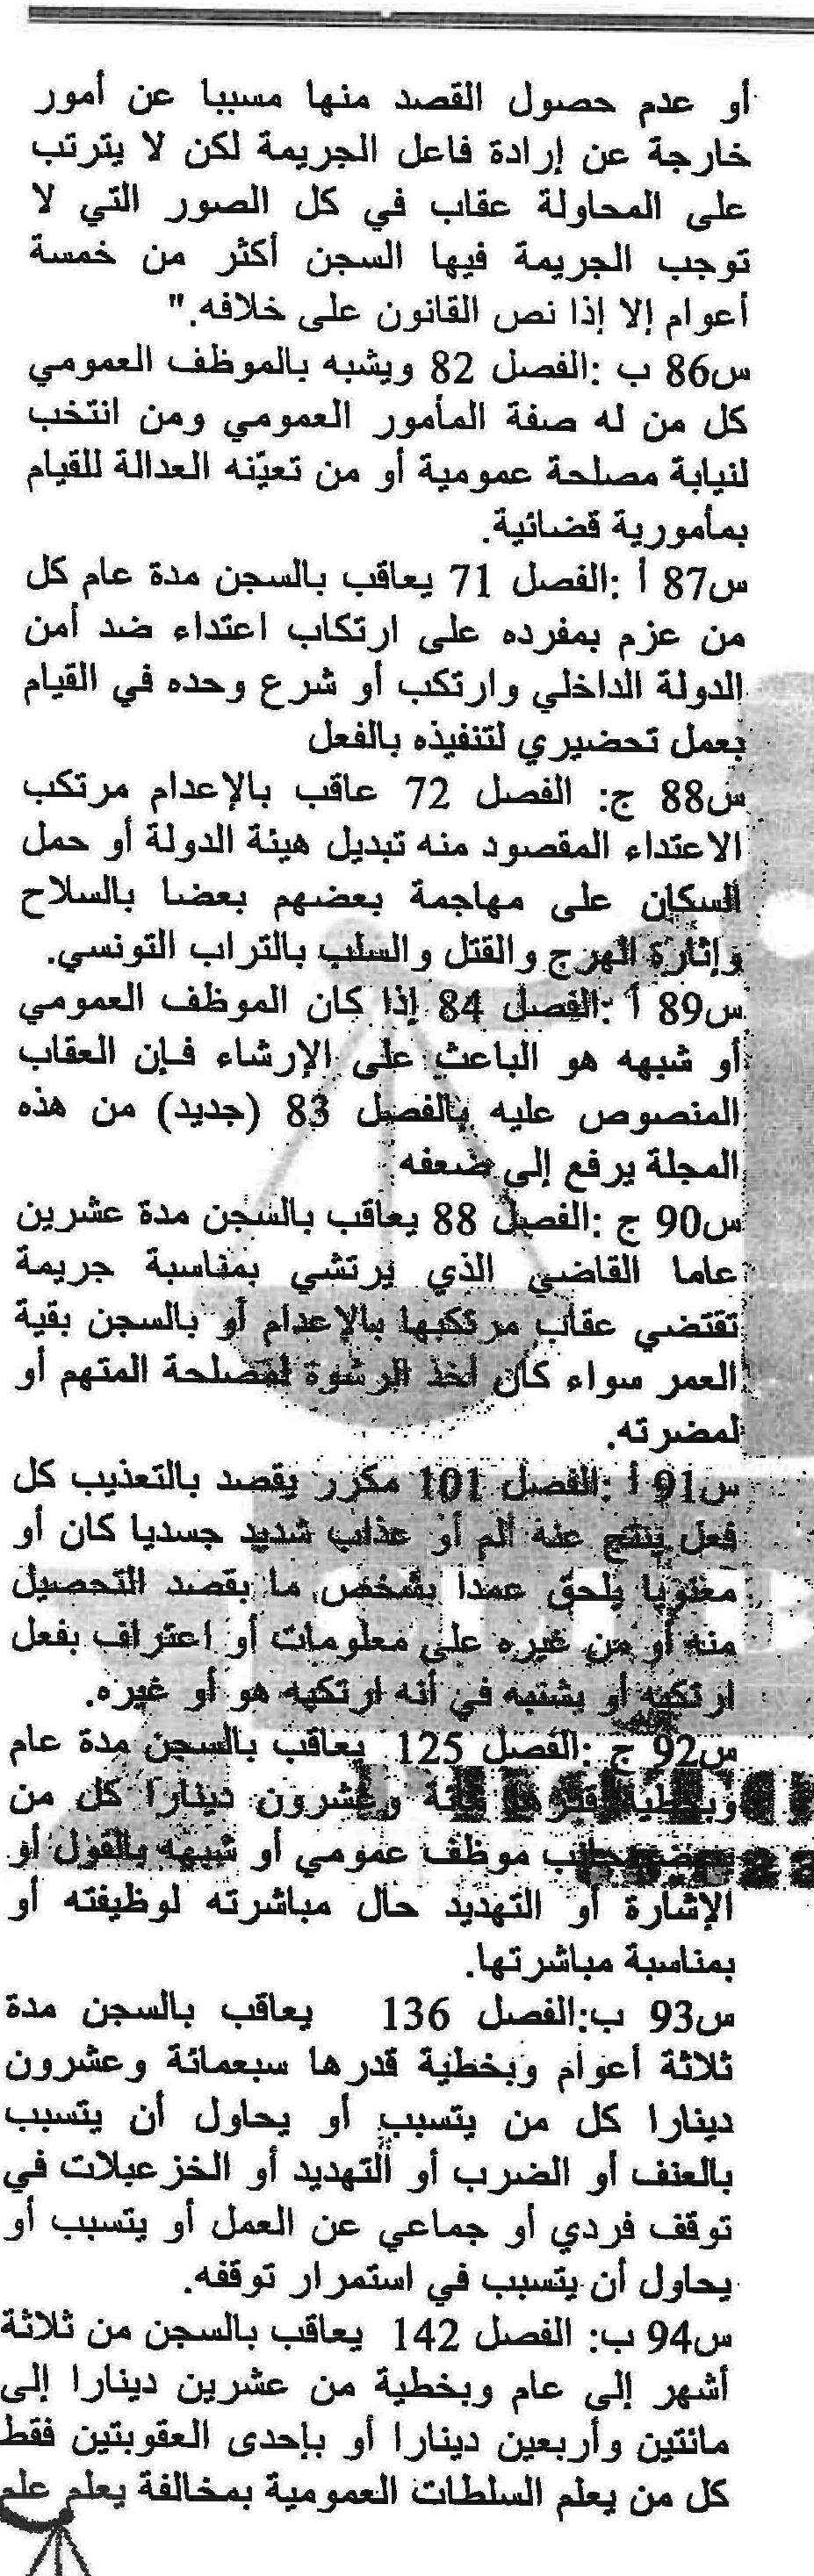 أو عدم حصول القصد منها مسببا عن أمور
خارجة عن إرادة فاعل الجريمة لكن لا يترتب
على المحاولة عقاب في كل الصور التي لا
توجب الجريمة فيها السجن أكثر من خمسة
أعوام إلا إذا نص القانون على خلافه."
س86 ب :الفصل 82 ويشبه بالموظف العمومي
كل من له صفة المأمور العمومي ومن انتخب
لنيابة مصلحة عمومية أو من تعيّنه العدالة للقيام
بمأمورية قضائية.
س87 أ :الفصل 71 يعاقب بالسجن مدة عام كل
من عزم بمفرده على ارتكاب اعتداء ضد أمن
الدولة الداخلي وارتكب أو شرع وحده في القيام
بعمل تحضيري لتنفيذه بالفعل
س88 ج: الفصل 72 عاقب بالإعدام مرتكب
الاعتداء المقصود منه تبديل هيئة الدولة أو حمل
السكان على مهاجمة بعضهم بعضا بالسلاح
وإثارة الهرج والقتل والسلب بالتراب التونسي.
س89 أ :الفصل 84 إذا كان الموظف العمومي
أو شبهه هو الباعث على الإرشاء فإن العقاب
المنصوص عليه بالفصل 83 (جديد) من هذه
المجلة يرفع إلى ضعفه
س90 ج :الفصل 88 يعاقب بالسجن مدة عشرين
عاما القاضي الذي يرتشي بمناسبة جريمة
تقتضي عقاب مرتكبها بالإعدام أو بالسجن بقية
العمر سواء كان أخذ الرشوة لمصلحة المتهم أو
لمضرته.
س91 أ :الفصل 101 مكرر يقصد بالتعذيب كل
فعل ينتج عنه ألم أو عذاب شديد جسديا كان أو
معنويا يلحق عمدا بشخص ما بقصد التحصيل
منه أو من غيره على معلومات أو اعتراف بفعل
ارتكبه أو يشتبه في أنه ارتكبه هو أو غيره.
س92 ج :الفصل 125 يعاقب بالسجن مدة عام
وبخطية قدرها مائة وعشرون دينارا كل من
موظف عمومي أو شبهه بالقول أو
الإشارة أو التهديد حال مباشرته لوظيفته أو
بمناسبة مباشرتها.
س93 ب:الفصل 136 يعاقب بالسجن مدة
ثلاثة أعوام وبخطية قدرها سبعمائة وعشرون
دينارا كل من يتسبب أو يحاول أن يتسبب
بالعنف أو الضرب أو التهديد أو الخزعبلات في
توقف فردي أو جماعي عن العمل أو يتسبب أو
يحاول أن يتسبب في استمرار توقفه.
س94 ب: الفصل 142 يعاقب بالسجن من ثلاثة
أشهر إلى عام وبخطية من عشرين دينارا إلى
مائتين وأربعين دينارا أو بإحدى العقوبتين فقط
كل من يعلم السلطات العمومية بمخالفة يعلم علم